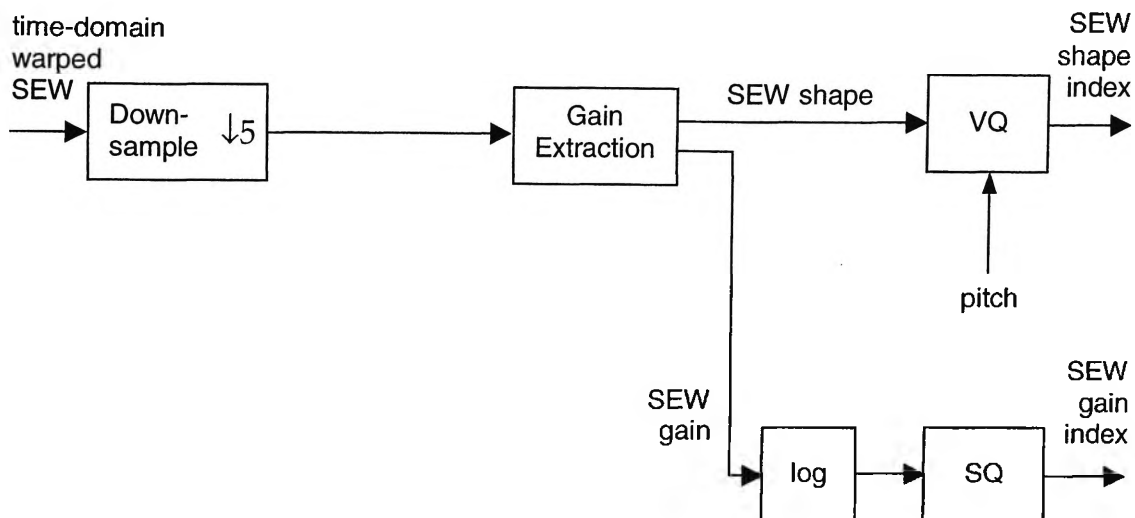 time-domain
warped
SEW
Down-
sample ↓5
Gain
Extraction
SEW shape
VQ
SEW
shape
index
pitch
SEW
gain
log
SQ
SEW
gain
index